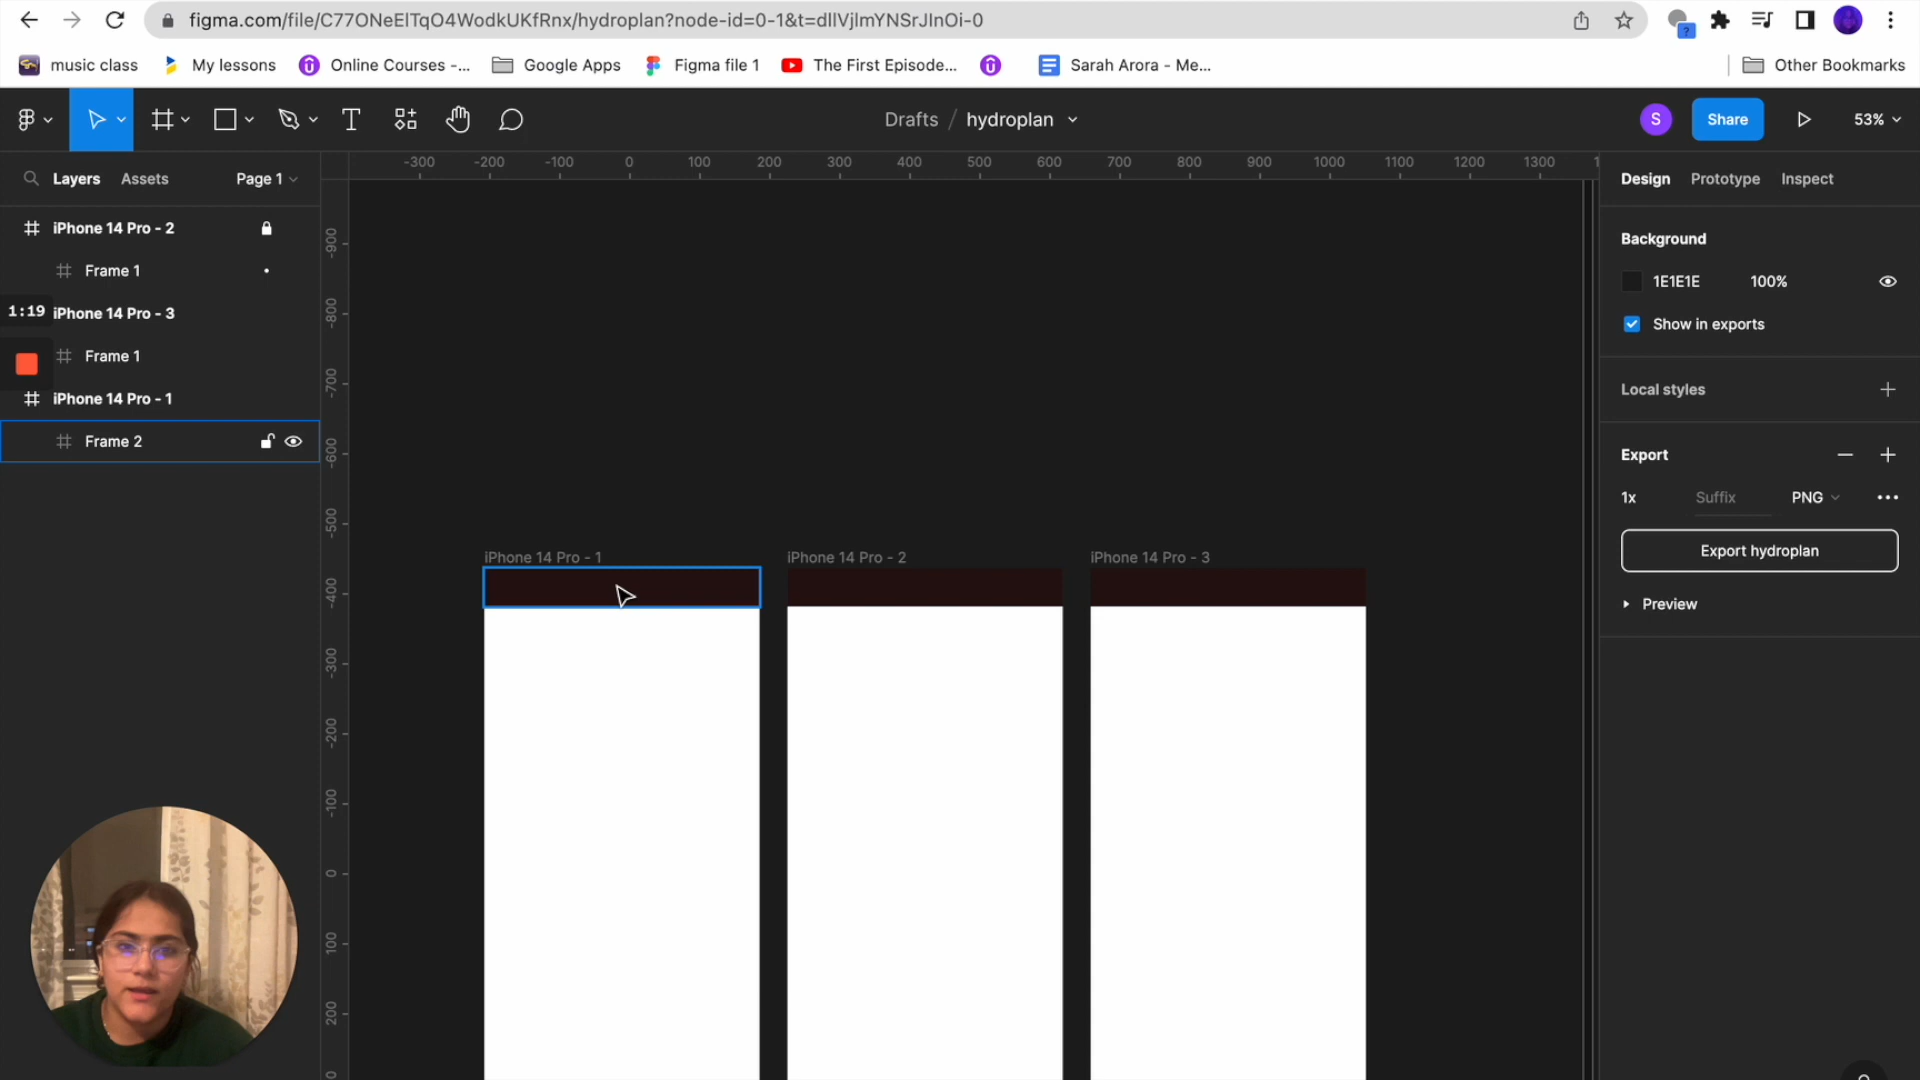 figma.com/file/C77ONeElTqO4WodkUKfRnx/hydroplan?node-id=0-1&t=dllVjlmYNSrJInOi-0
music class My lessons Online Courses -... Google Apps Figma file 1 The First Episode... Sarah Arora - Me... Other Bookmarks
Drafts / hydroplan S Share 53%
-300 -200 -100 0 100 200 300 400 500 600 700 800 900 1000 1100 1200 1300
Layers Assets Page 1
iPhone 14 Pro - 2
Frame 1
1:19 iPhone 14 Pro - 3
Frame 1
iPhone 14 Pro - 1
Frame 2
-900
-800
-700
-600
-500
-400
-300
-200
-100
0
100
200
iPhone 14 Pro - 1 iPhone 14 Pro - 2 iPhone 14 Pro - 3
Design Prototype Inspect
Background
1E1E1E 100%
Show in exports
Local styles
Export
1x Suffix PNG
Export hydroplan
Preview